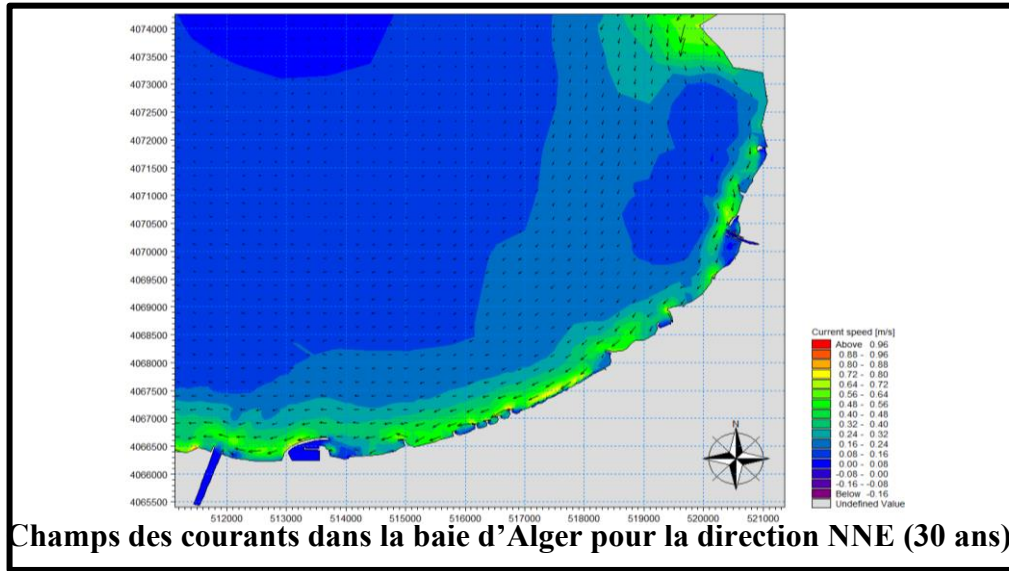 4074000
4073500
4073000
4072500
4072000
4071500
4071000
4070500
4070000
4069500
4069000
4068500
4068000
4067500
4067000
4066500
4066000
4065500
512000 513000 514000 515000 516000 517000 518000 519000 520000 521000
N
Current speed [m/s]
Above 0.96
0.88 - 0.96
0.80 - 0.88
0.72 - 0.80
0.64 - 0.72
0.56 - 0.64
0.48 - 0.56
0.40 - 0.48
0.32 - 0.40
0.24 - 0.32
0.16 - 0.24
0.08 - 0.16
0.00 - 0.08
-0.08 - 0.00
-0.16 - -0.08
Below -0.16
Undefined Value
Champs des courants dans la baie d’Alger pour la direction NNE (30 ans)